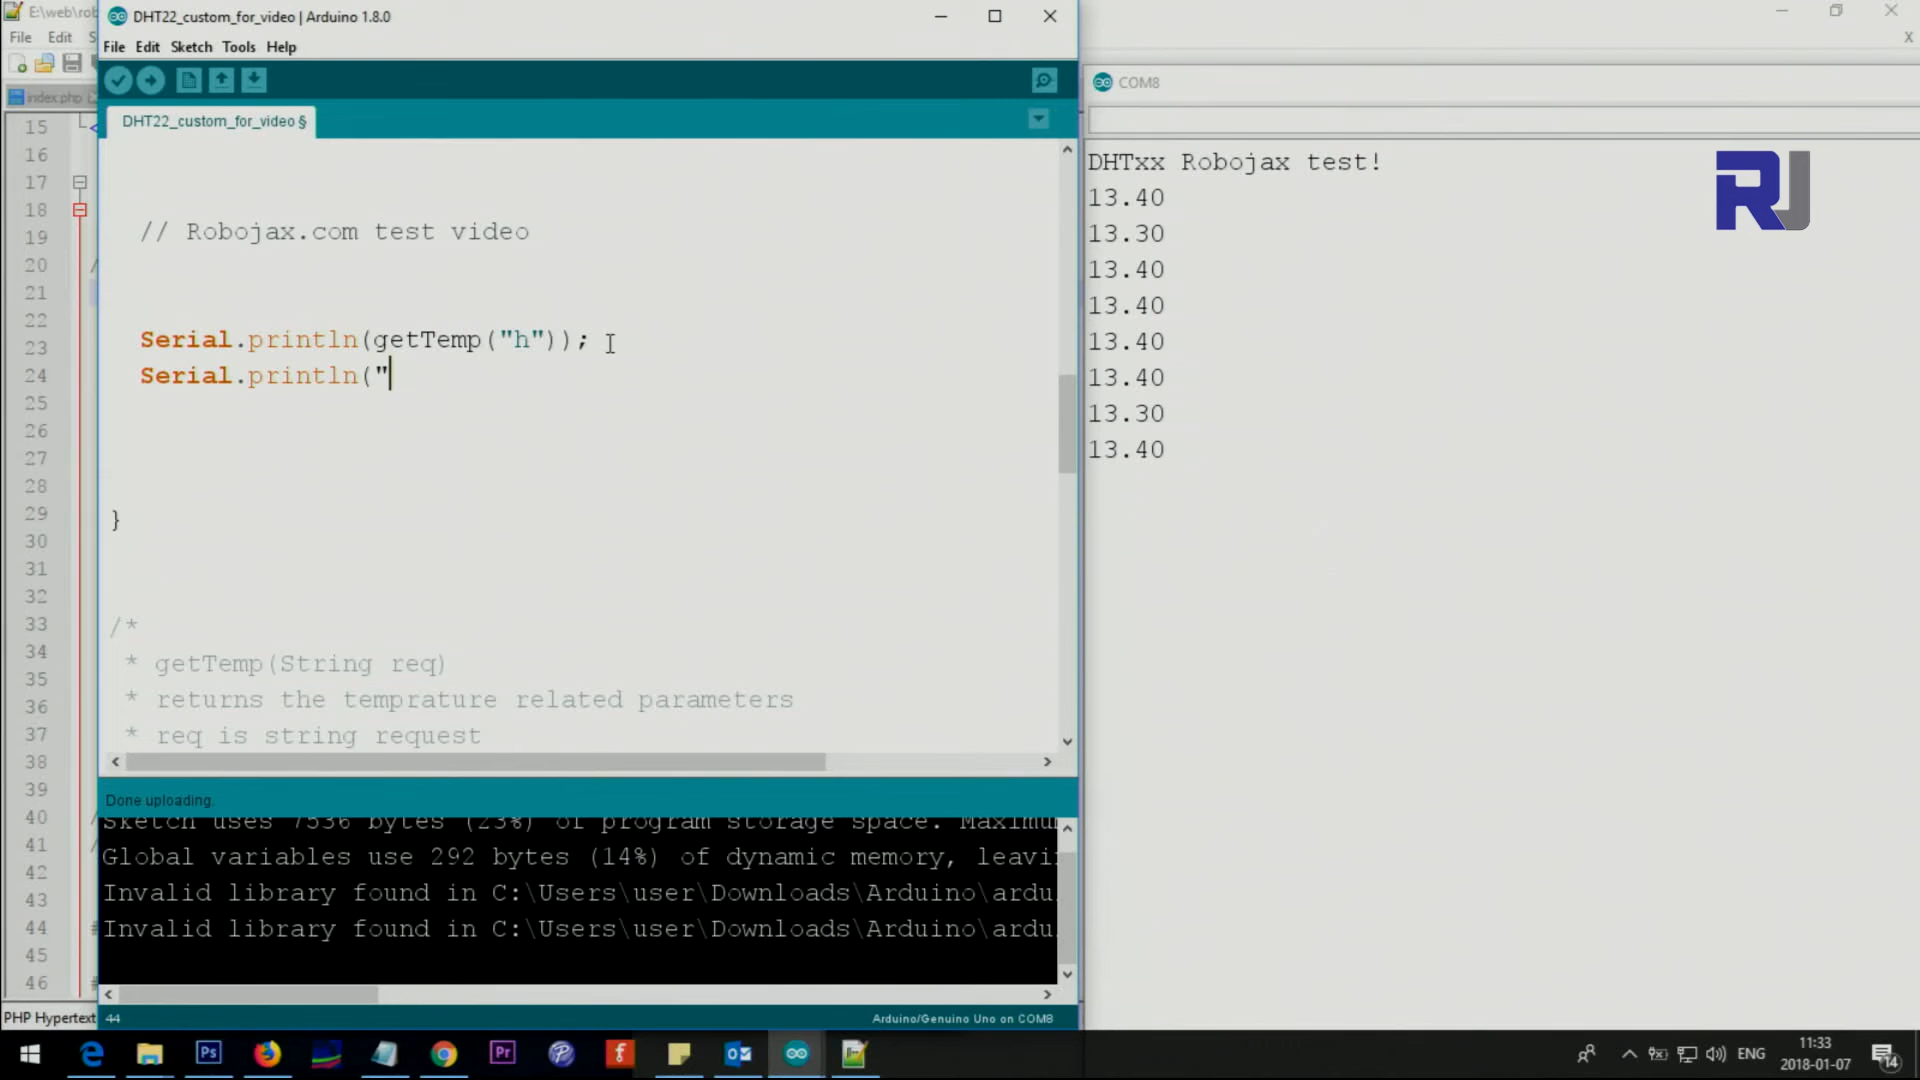 E:\web\rob
DHT22_custom_for_video | Arduino 1.8.0
File Edit S
File Edit Sketch Tools Help
X
COM8
index.php
DHT22_custom_for_video §
15
16
17
18
19
20
21
22
23
24
25
26
27
28
29
30
31
32
33
34
35
36
37
38
39
40
41
42
43
44
45
46
// Robojax.com test video
Serial.println(getTemp("h"));
Serial.println("
}
/*
* getTemp(String req)
* returns the temprature related parameters
* req is string request
DHTxx Robojax test!
13.40
13.30
13.40
13.40
13.40
13.40
13.30
13.40
RJ
Done uploading.
Sketch uses 7536 bytes (23%) of program storage space. Maximu
Global variables use 292 bytes (14%) of dynamic memory, leavi
Invalid library found in C:\Users\user\Downloads\Arduino\ardu
Invalid library found in C:\Users\user\Downloads\Arduino\ardu
PHP Hypertext
44
Arduino/Genuino Uno on COM8
Ps
Pr
ENG
11:33
2018-01-07
14